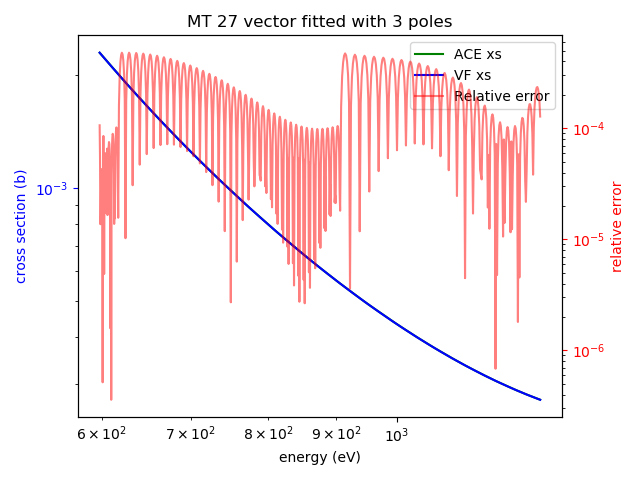 MT 27 vector fitted with 3 poles
ACE xs
VF xs
Relative error
cross section (b)
10⁻³
10⁻⁴
10⁻⁵
10⁻⁶
relative error
6 × 10² 7 × 10² 8 × 10² 9 × 10² 10³
energy (eV)